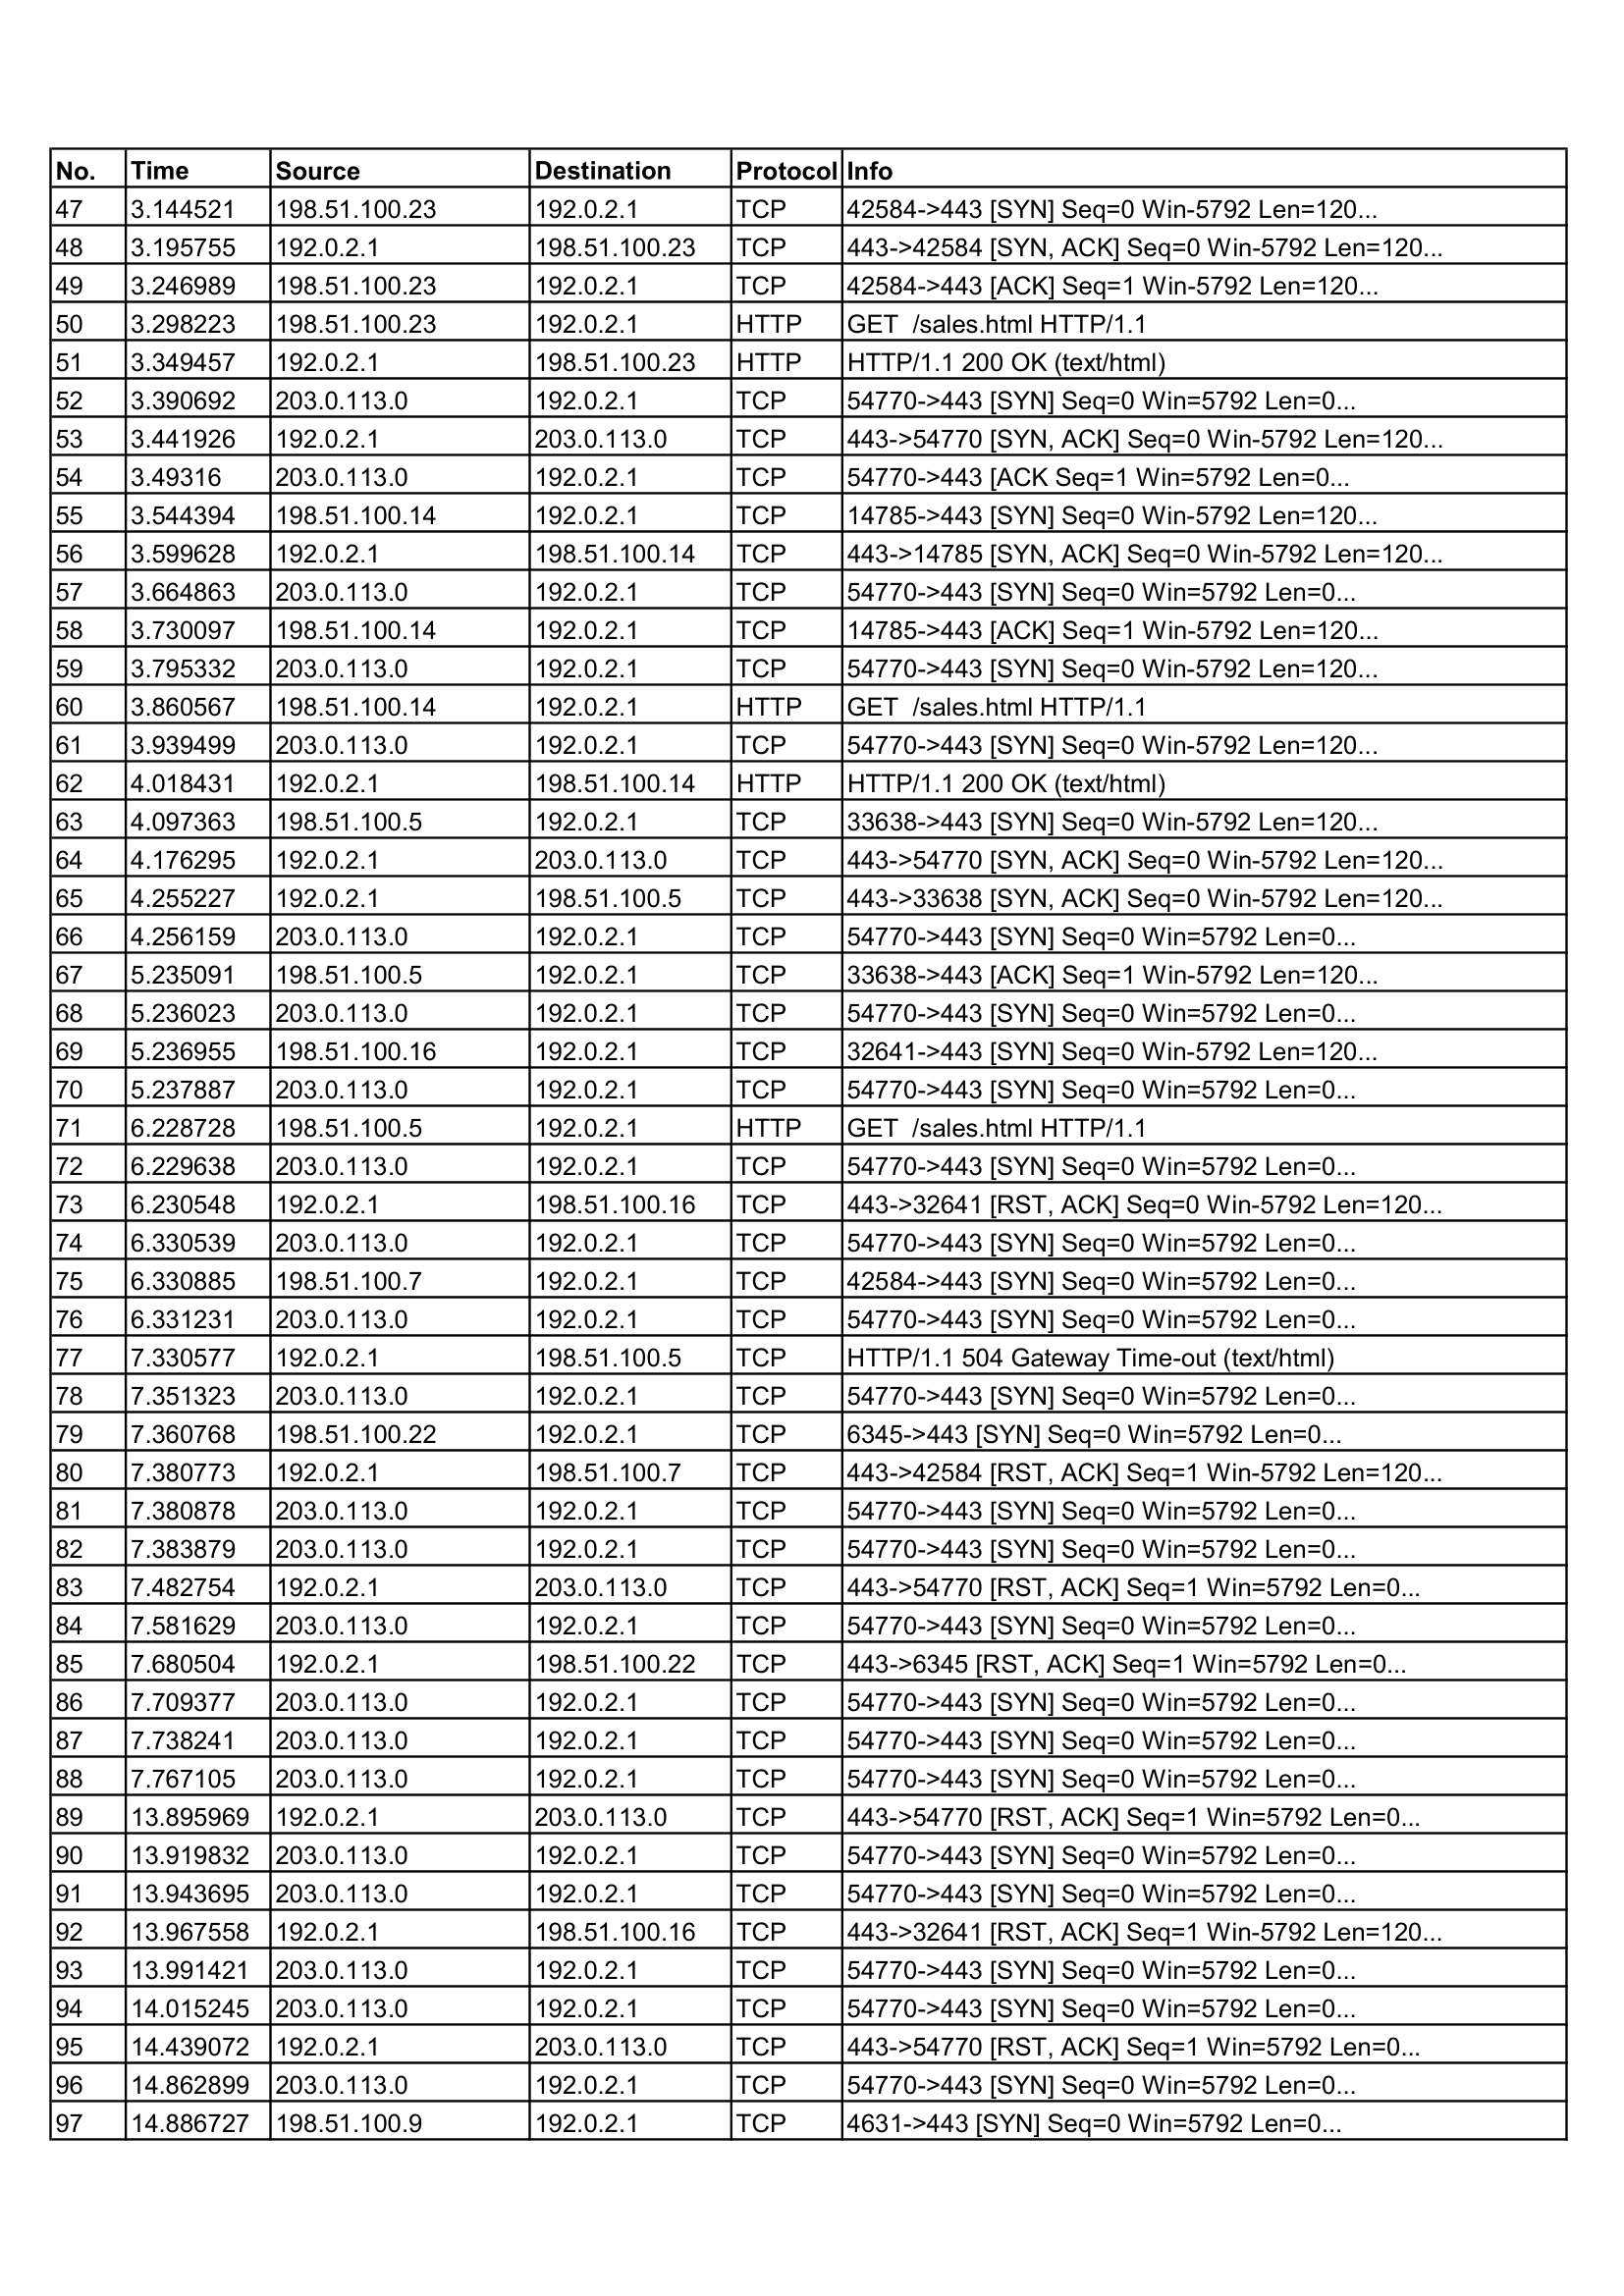 No. Time Source Destination Protocol Info
47 3.144521 198.51.100.23 192.0.2.1 TCP 42584->443 [SYN] Seq=0 Win-5792 Len=120...
48 3.195755 192.0.2.1 198.51.100.23 TCP 443->42584 [SYN, ACK] Seq=0 Win-5792 Len=120...
49 3.246989 198.51.100.23 192.0.2.1 TCP 42584->443 [ACK] Seq=1 Win-5792 Len=120...
50 3.298223 198.51.100.23 192.0.2.1 HTTP GET  /sales.html HTTP/1.1
51 3.349457 192.0.2.1 198.51.100.23 HTTP HTTP/1.1 200 OK (text/html)
52 3.390692 203.0.113.0 192.0.2.1 TCP 54770->443 [SYN] Seq=0 Win=5792 Len=0...
53 3.441926 192.0.2.1 203.0.113.0 TCP 443->54770 [SYN, ACK] Seq=0 Win-5792 Len=120...
54 3.49316 203.0.113.0 192.0.2.1 TCP 54770->443 [ACK Seq=1 Win=5792 Len=0...
55 3.544394 198.51.100.14 192.0.2.1 TCP 14785->443 [SYN] Seq=0 Win-5792 Len=120...
56 3.599628 192.0.2.1 198.51.100.14 TCP 443->14785 [SYN, ACK] Seq=0 Win-5792 Len=120...
57 3.664863 203.0.113.0 192.0.2.1 TCP 54770->443 [SYN] Seq=0 Win=5792 Len=0...
58 3.730097 198.51.100.14 192.0.2.1 TCP 14785->443 [ACK] Seq=1 Win-5792 Len=120...
59 3.795332 203.0.113.0 192.0.2.1 TCP 54770->443 [SYN] Seq=0 Win-5792 Len=120...
60 3.860567 198.51.100.14 192.0.2.1 HTTP GET  /sales.html HTTP/1.1
61 3.939499 203.0.113.0 192.0.2.1 TCP 54770->443 [SYN] Seq=0 Win-5792 Len=120...
62 4.018431 192.0.2.1 198.51.100.14 HTTP HTTP/1.1 200 OK (text/html)
63 4.097363 198.51.100.5 192.0.2.1 TCP 33638->443 [SYN] Seq=0 Win-5792 Len=120...
64 4.176295 192.0.2.1 203.0.113.0 TCP 443->54770 [SYN, ACK] Seq=0 Win-5792 Len=120...
65 4.255227 192.0.2.1 198.51.100.5 TCP 443->33638 [SYN, ACK] Seq=0 Win-5792 Len=120...
66 4.256159 203.0.113.0 192.0.2.1 TCP 54770->443 [SYN] Seq=0 Win=5792 Len=0...
67 5.235091 198.51.100.5 192.0.2.1 TCP 33638->443 [ACK] Seq=1 Win-5792 Len=120...
68 5.236023 203.0.113.0 192.0.2.1 TCP 54770->443 [SYN] Seq=0 Win=5792 Len=0...
69 5.236955 198.51.100.16 192.0.2.1 TCP 32641->443 [SYN] Seq=0 Win-5792 Len=120...
70 5.237887 203.0.113.0 192.0.2.1 TCP 54770->443 [SYN] Seq=0 Win=5792 Len=0...
71 6.228728 198.51.100.5 192.0.2.1 HTTP GET  /sales.html HTTP/1.1
72 6.229638 203.0.113.0 192.0.2.1 TCP 54770->443 [SYN] Seq=0 Win=5792 Len=0...
73 6.230548 192.0.2.1 198.51.100.16 TCP 443->32641 [RST, ACK] Seq=0 Win-5792 Len=120...
74 6.330539 203.0.113.0 192.0.2.1 TCP 54770->443 [SYN] Seq=0 Win=5792 Len=0...
75 6.330885 198.51.100.7 192.0.2.1 TCP 42584->443 [SYN] Seq=0 Win=5792 Len=0...
76 6.331231 203.0.113.0 192.0.2.1 TCP 54770->443 [SYN] Seq=0 Win=5792 Len=0...
77 7.330577 192.0.2.1 198.51.100.5 TCP HTTP/1.1 504 Gateway Time-out (text/html)
78 7.351323 203.0.113.0 192.0.2.1 TCP 54770->443 [SYN] Seq=0 Win=5792 Len=0...
79 7.360768 198.51.100.22 192.0.2.1 TCP 6345->443 [SYN] Seq=0 Win=5792 Len=0...
80 7.380773 192.0.2.1 198.51.100.7 TCP 443->42584 [RST, ACK] Seq=1 Win-5792 Len=120...
81 7.380878 203.0.113.0 192.0.2.1 TCP 54770->443 [SYN] Seq=0 Win=5792 Len=0...
82 7.383879 203.0.113.0 192.0.2.1 TCP 54770->443 [SYN] Seq=0 Win=5792 Len=0...
83 7.482754 192.0.2.1 203.0.113.0 TCP 443->54770 [RST, ACK] Seq=1 Win=5792 Len=0...
84 7.581629 203.0.113.0 192.0.2.1 TCP 54770->443 [SYN] Seq=0 Win=5792 Len=0...
85 7.680504 192.0.2.1 198.51.100.22 TCP 443->6345 [RST, ACK] Seq=1 Win=5792 Len=0...
86 7.709377 203.0.113.0 192.0.2.1 TCP 54770->443 [SYN] Seq=0 Win=5792 Len=0...
87 7.738241 203.0.113.0 192.0.2.1 TCP 54770->443 [SYN] Seq=0 Win=5792 Len=0...
88 7.767105 203.0.113.0 192.0.2.1 TCP 54770->443 [SYN] Seq=0 Win=5792 Len=0...
89 13.895969 192.0.2.1 203.0.113.0 TCP 443->54770 [RST, ACK] Seq=1 Win=5792 Len=0...
90 13.919832 203.0.113.0 192.0.2.1 TCP 54770->443 [SYN] Seq=0 Win=5792 Len=0...
91 13.943695 203.0.113.0 192.0.2.1 TCP 54770->443 [SYN] Seq=0 Win=5792 Len=0...
92 13.967558 192.0.2.1 198.51.100.16 TCP 443->32641 [RST, ACK] Seq=1 Win-5792 Len=120...
93 13.991421 203.0.113.0 192.0.2.1 TCP 54770->443 [SYN] Seq=0 Win=5792 Len=0...
94 14.015245 203.0.113.0 192.0.2.1 TCP 54770->443 [SYN] Seq=0 Win=5792 Len=0...
95 14.439072 192.0.2.1 203.0.113.0 TCP 443->54770 [RST, ACK] Seq=1 Win=5792 Len=0...
96 14.862899 203.0.113.0 192.0.2.1 TCP 54770->443 [SYN] Seq=0 Win=5792 Len=0...
97 14.886727 198.51.100.9 192.0.2.1 TCP 4631->443 [SYN] Seq=0 Win=5792 Len=0...